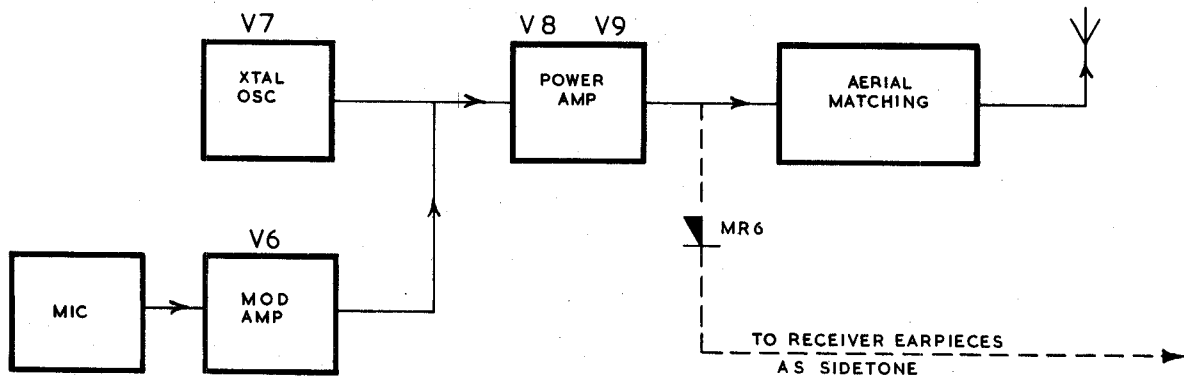 V7
XTAL
OSC
V8 V9
POWER
AMP
AERIAL
MATCHING
MR6
V6
MIC
MOD
AMP
TO RECEIVER EARPIECES
AS SIDETONE